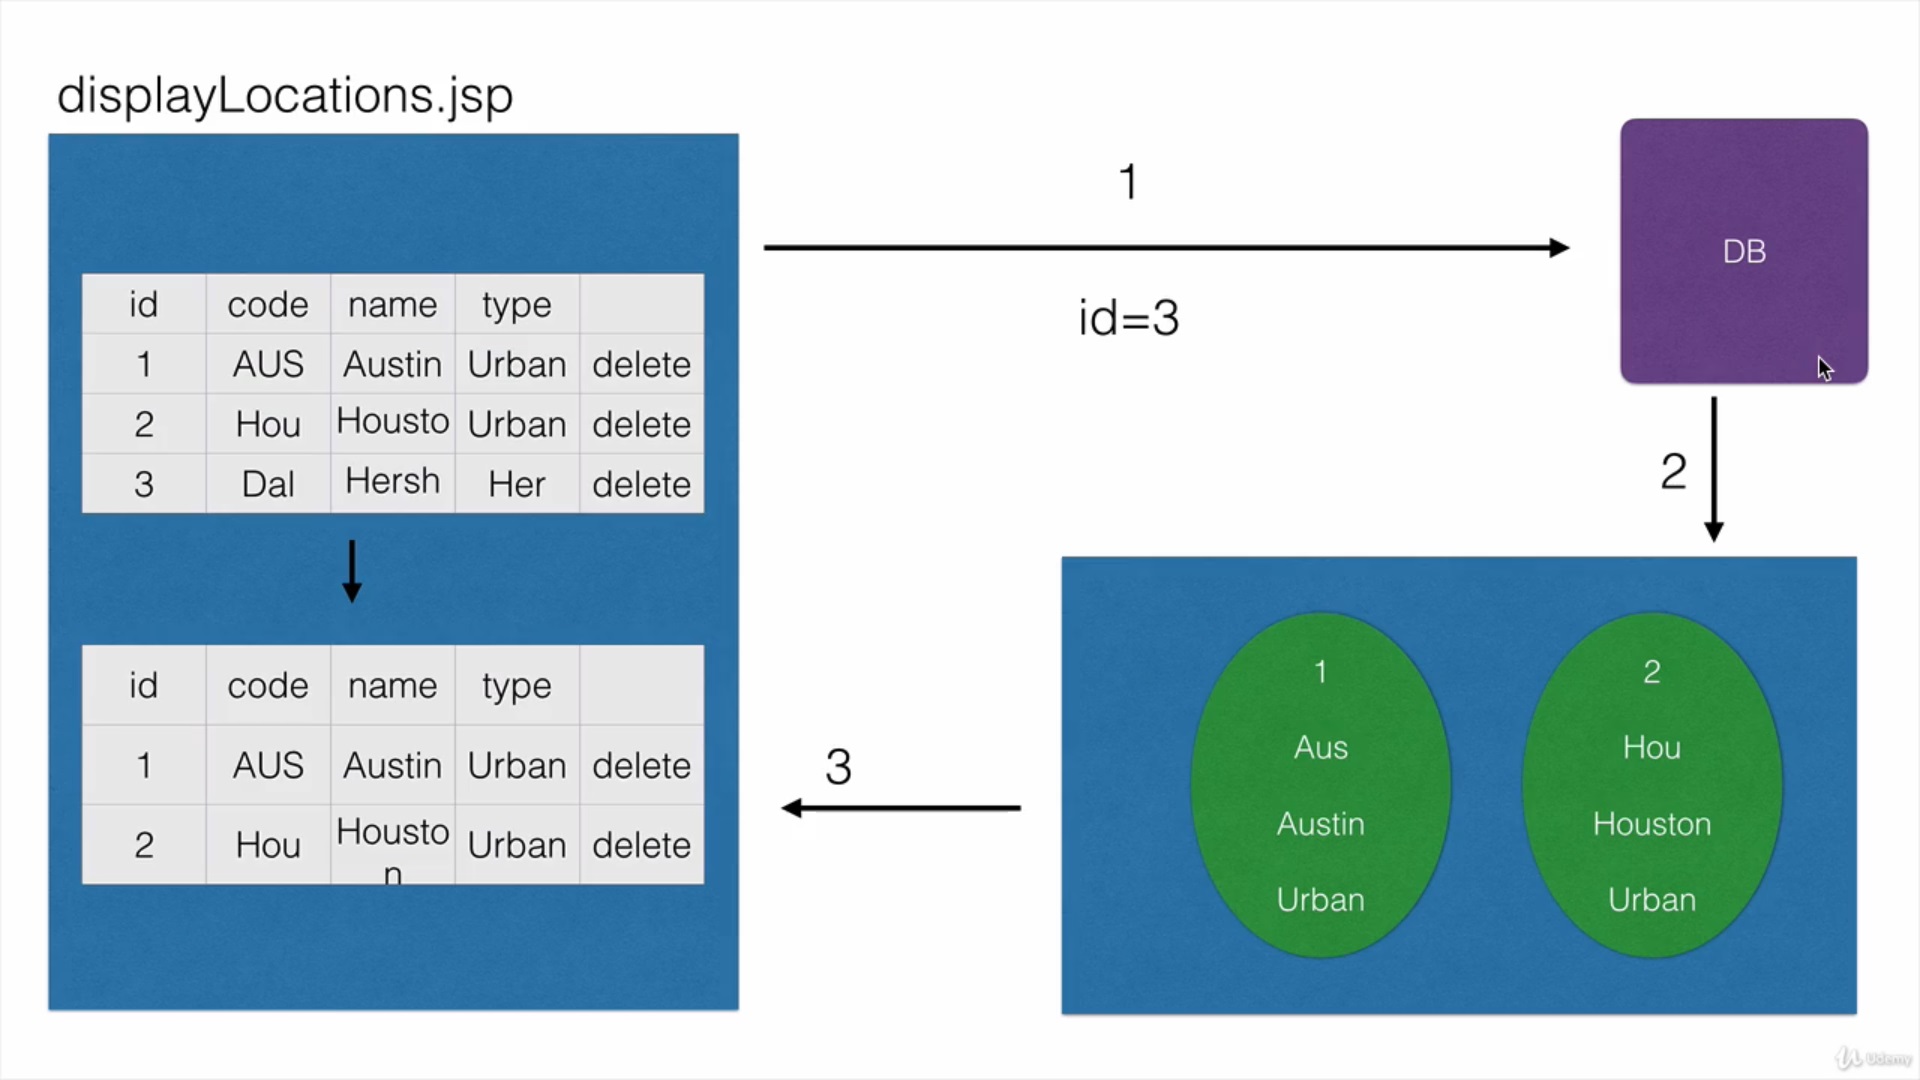 displayLocations.jsp
id code name type
1 AUS Austin Urban delete
2 Hou Housto Urban delete
3 Dal Hersh Her delete
id code name type
1 AUS Austin Urban delete
2 Hou Housto
n Urban delete
1
id=3
DB
2
1
Aus
Austin
Urban
2
Hou
Houston
Urban
3
Udemy